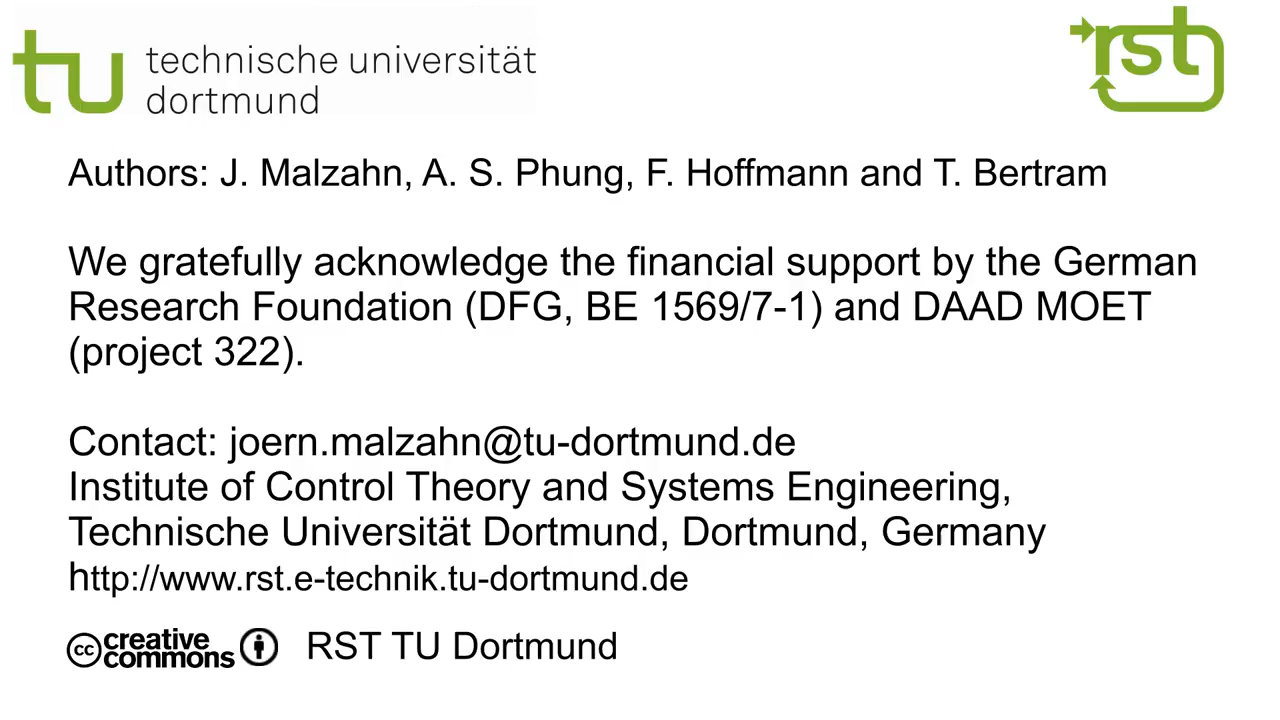 tu technische universität
dortmund
rst
Authors: J. Malzahn, A. S. Phung, F. Hoffmann and T. Bertram
We gratefully acknowledge the financial support by the German
Research Foundation (DFG, BE 1569/7-1) and DAAD MOET
(project 322).
Contact: joern.malzahn@tu-dortmund.de
Institute of Control Theory and Systems Engineering,
Technische Universität Dortmund, Dortmund, Germany
http://www.rst.e-technik.tu-dortmund.de
cc creative
commons
RST TU Dortmund